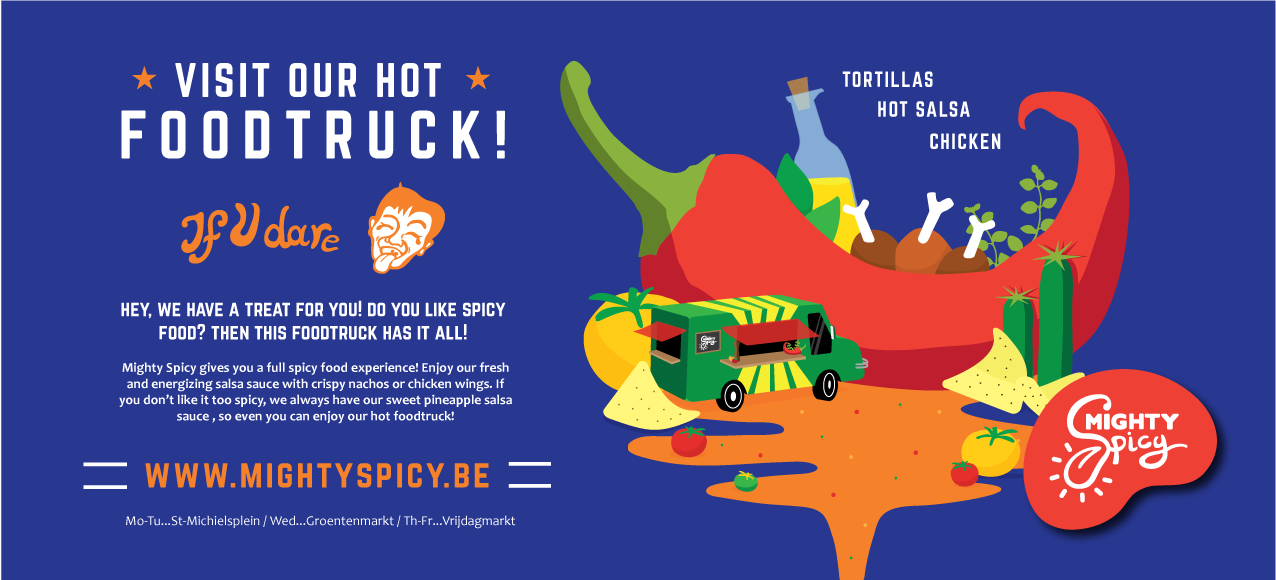 VISIT OUR HOT
FOODTRUCK!
If U dare
HEY, WE HAVE A TREAT FOR YOU! DO YOU LIKE SPICY
FOOD? THEN THIS FOODTRUCK HAS IT ALL!
Mighty Spicy gives you a full spicy food experience! Enjoy our fresh
and energizing salsa sauce with crispy nachos or chicken wings. If
you don't like it too spicy, we always have our sweet pineapple salsa
sauce , so even you can enjoy our hot foodtruck!
WWW.MIGHTYSPICY.BE
Mo-Tu...St-Michielsplein / Wed...Groentenmarkt / Th-Fr...Vrijdagmarkt
TORTILLAS
HOT SALSA
CHICKEN
Mighty
Spicy
MIGHTY
Spicy